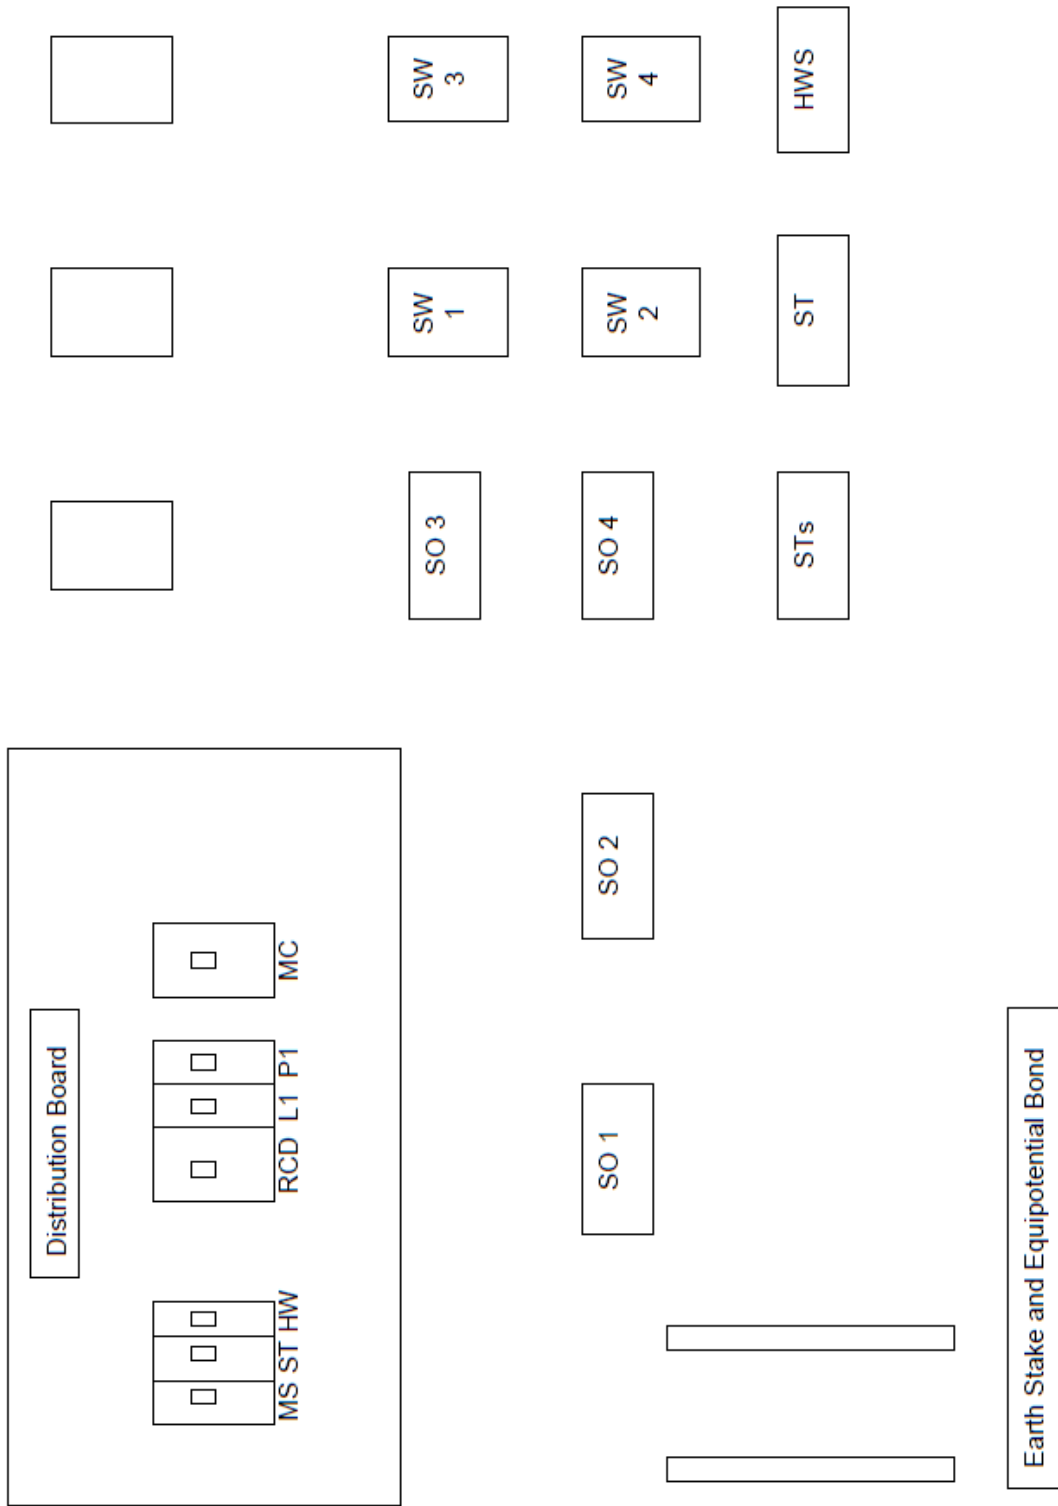 Distribution Board
MS ST HW
RCD L1 P1
MC
SO 1
SO 2
SO 3
SO 4
SW
1
SW
2
SW
3
SW
4
STs
ST
HWS
Earth Stake and Equipotential Bond